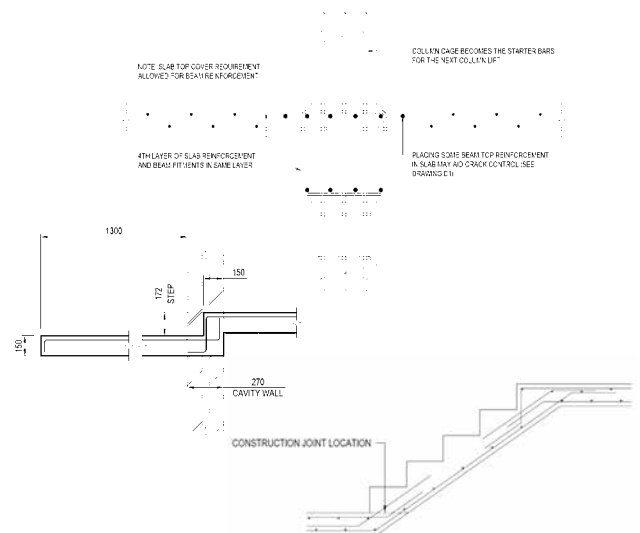 COLUMN CAGE BECOMES THE STARTER BARS
FOR THE NEXT COLUMN LIFT
NOTE: SLAB TOP COVER REQUIREMENT
ALLOWED FOR BEAM REINFORCEMENT
4TH LAYER OF SLAB REINFORCEMENT
AND BEAM FITMENTS IN SAME LAYER
PLACING SOME BEAM TOP REINFORCEMENT
IN SLAB MAY AID CRACK CONTROL (SEE
DRAWING D1)
1300
150
172
STEP
150
270
CAVITY WALL
CONSTRUCTION JOINT LOCATION